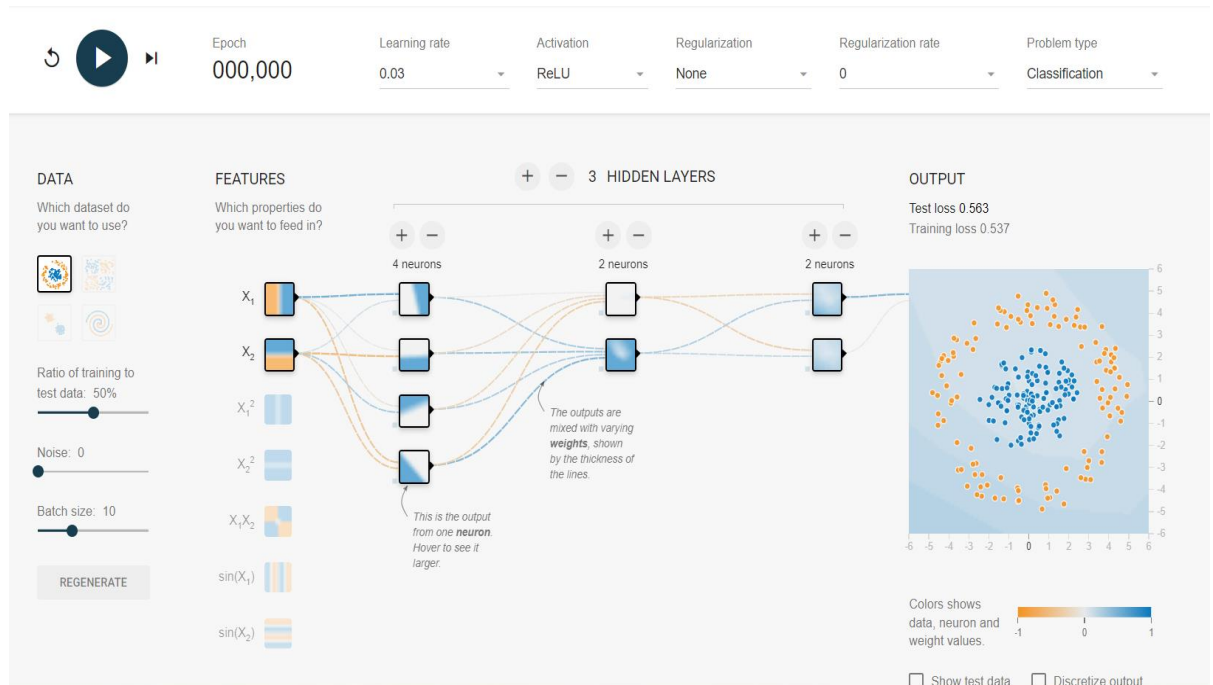 Epoch
000,000
Learning rate
0.03
Activation
ReLU
Regularization
None
Regularization rate
0
Problem type
Classification
DATA
Which dataset do
you want to use?
Ratio of training to
test data: 50%
Noise: 0
Batch size: 10
REGENERATE
FEATURES
Which properties do
you want to feed in?
X₁
X₂
X₁²
X₂²
X₁X₂
sin(X₁)
sin(X₂)
+ − 3 HIDDEN LAYERS
+ −
4 neurons
+ −
2 neurons
+ −
2 neurons
This is the output
from one neuron.
Hover to see it
larger.
The outputs are
mixed with varying
weights, shown
by the thickness of
the lines.
OUTPUT
Test loss 0.563
Training loss 0.537
6
5
4
3
2
1
0
-1
-2
-3
-4
-5
-6
-6 -5 -4 -3 -2 -1 0 1 2 3 4 5 6
Colors shows
data, neuron and
weight values.
-1 0 1
Show test data Discretize output